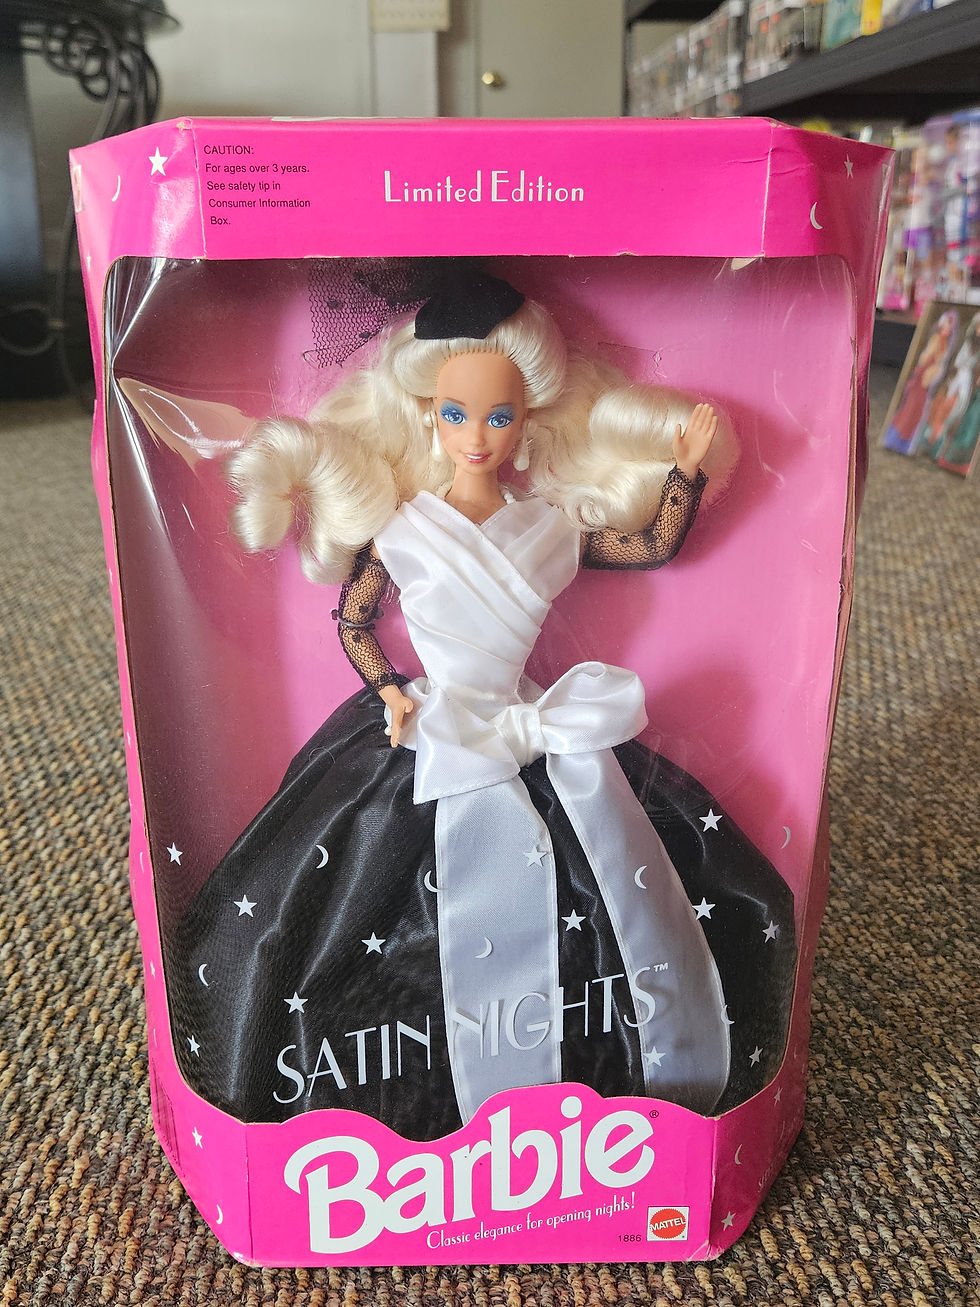 CAUTION:
For ages over 3 years.
See safety tip in
Consumer Information
Box.
Limited Edition
SATIN NIGHTS™
Barbie®
Classic elegance for opening nights!
1886
MATTEL